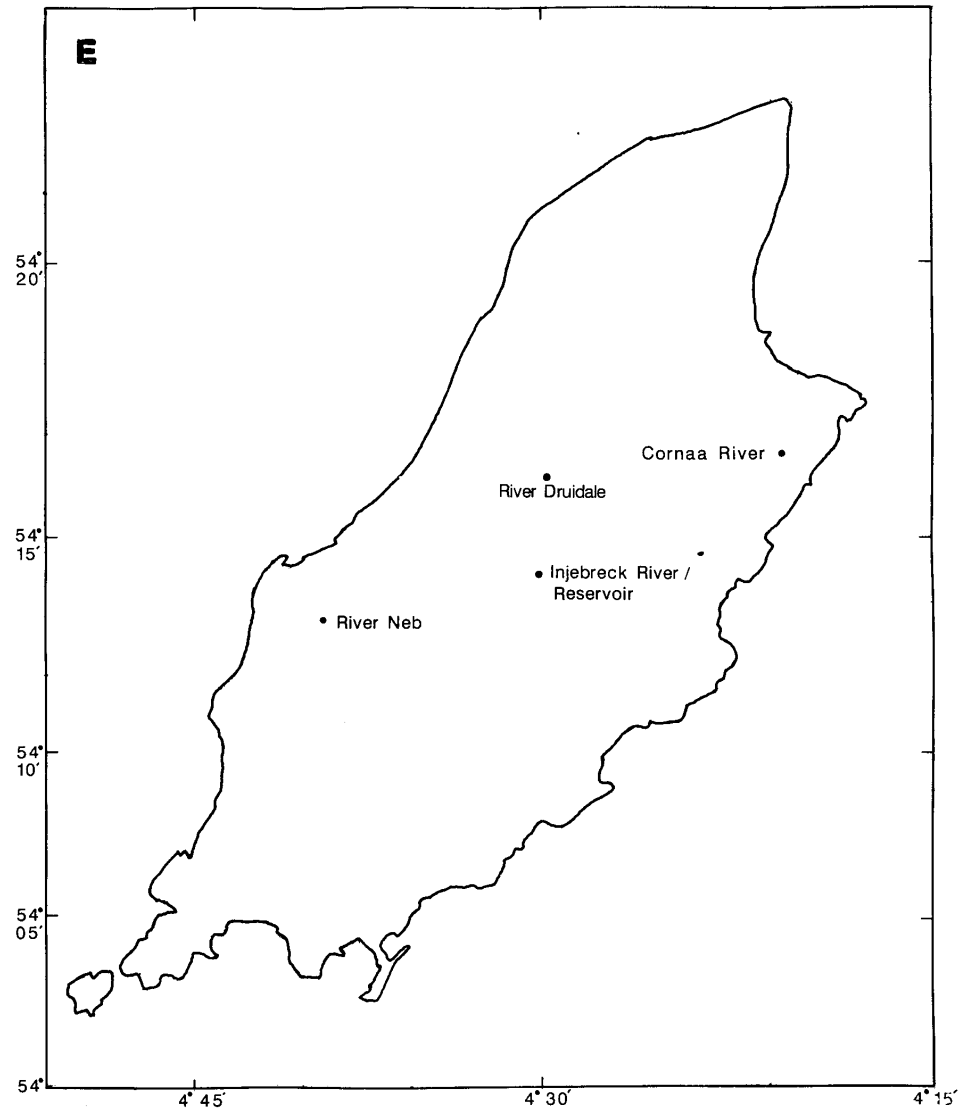 E
54°
20′
Cornaa River
River Druidale
54°
15′
Injebreck River /
Reservoir
River Neb
54°
10′
54°
05′
54°
4° 45′
4° 30′
4° 15′